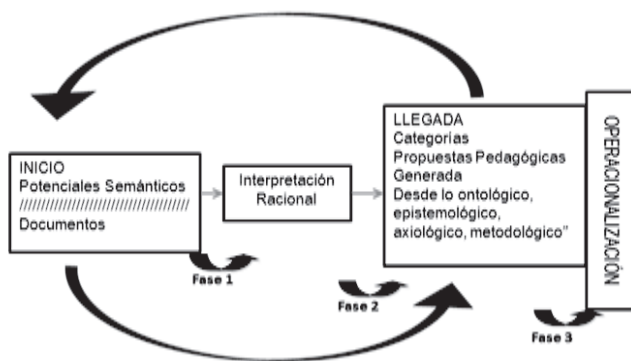 INICIO
Potenciales Semánticos
///////////////////////////////////////
Documentos
Interpretación
Racional
LLEGADA
Categorías
Propuestas Pedagógicas
Generada
Desde lo ontológico,
epistemológico,
axiológico, metodológico"
OPERACIONALIZACIÓN
Fase 1
Fase 2
Fase 3